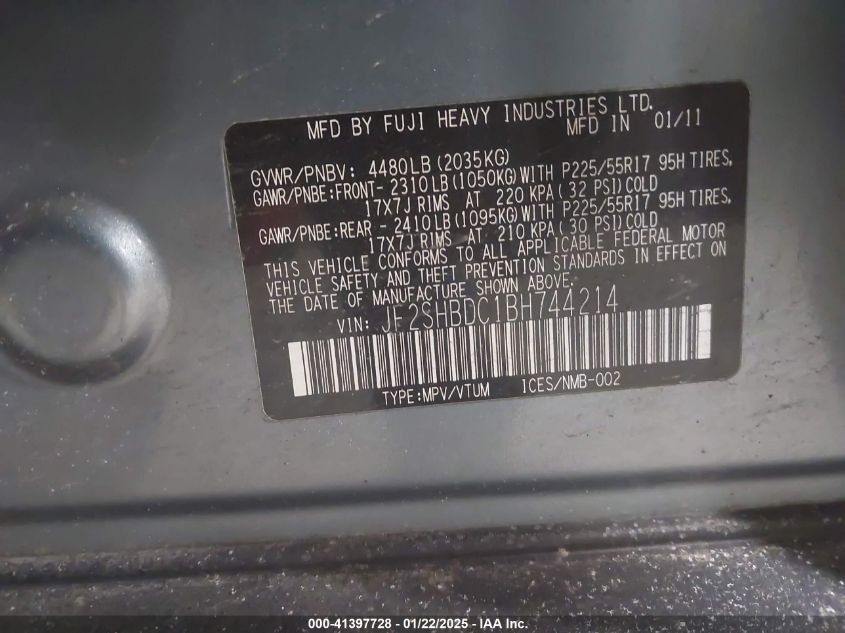 MFD BY FUJI HEAVY INDUSTRIES LTD.
MFD IN 01/11
GVWR/PNBV: 4480LB (2035KG)
GAWR/PNBE:FRONT- 2310LB (1050KG) WITH P225/55R17 95H TIRES,
17X7J RIMS AT 220 KPA (32 PSI) COLD
GAWR/PNBE:REAR - 2410LB (1095KG) WITH P225/55R17 95H TIRES,
17X7J RIMS AT 210 KPA (30 PSI) COLD
THIS VEHICLE CONFORMS TO ALL APPLICABLE FEDERAL MOTOR
VEHICLE SAFETY AND THEFT PREVENTION STANDARDS IN EFFECT ON
THE DATE OF MANUFACTURE SHOWN ABOVE.
VIN: JF2SHBDC1BH744214
TYPE:MPV/VTUM ICES/NMB-002
000-41397728 - 01/22/2025 - IAA Inc.